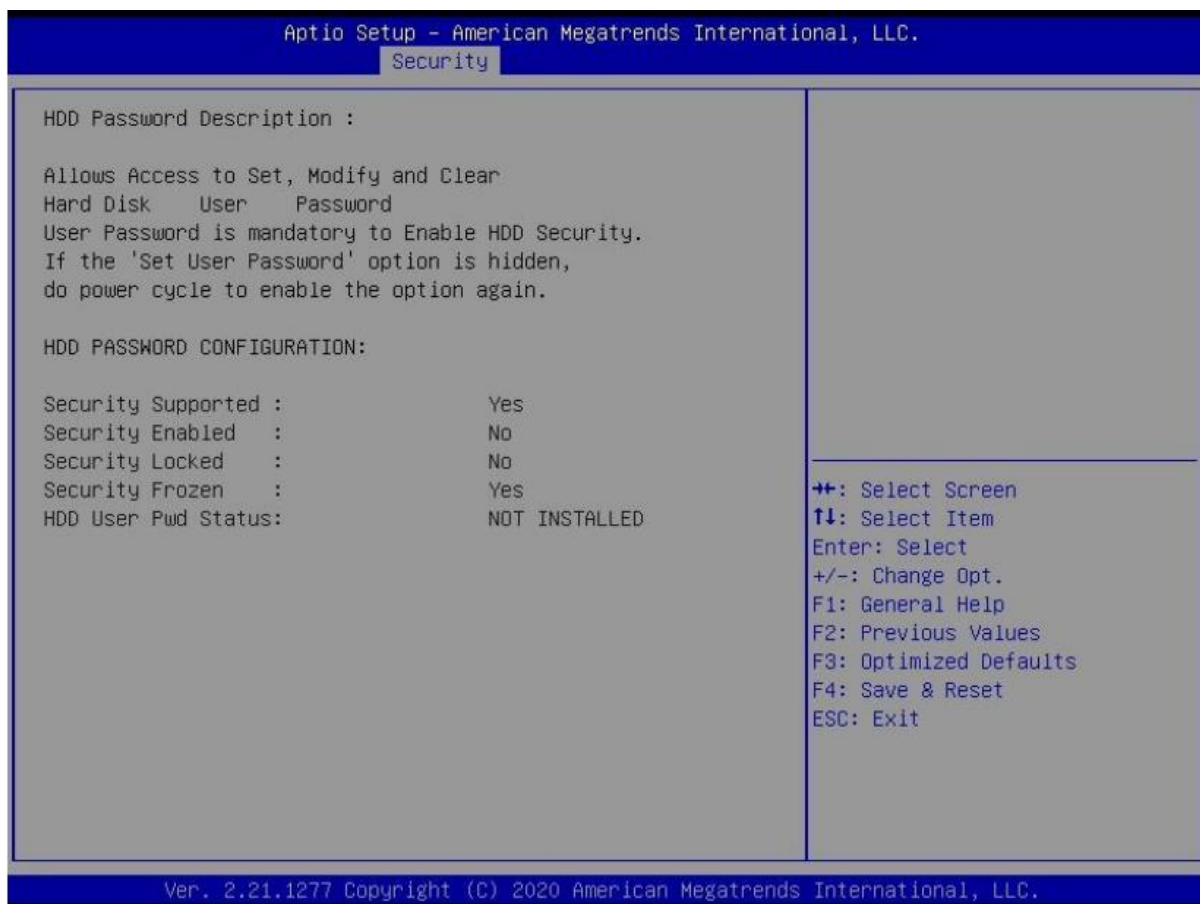 Aptio Setup – American Megatrends International, LLC.
Security
HDD Password Description :
Allows Access to Set, Modify and Clear
Hard Disk User Password
User Password is mandatory to Enable HDD Security.
If the 'Set User Password' option is hidden,
do power cycle to enable the option again.
HDD PASSWORD CONFIGURATION:
Security Supported : Yes
Security Enabled : No
Security Locked : No
Security Frozen : Yes
HDD User Pwd Status: NOT INSTALLED
→←: Select Screen
↑↓: Select Item
Enter: Select
+/-: Change Opt.
F1: General Help
F2: Previous Values
F3: Optimized Defaults
F4: Save & Reset
ESC: Exit
Ver. 2.21.1277 Copyright (C) 2020 American Megatrends International, LLC.